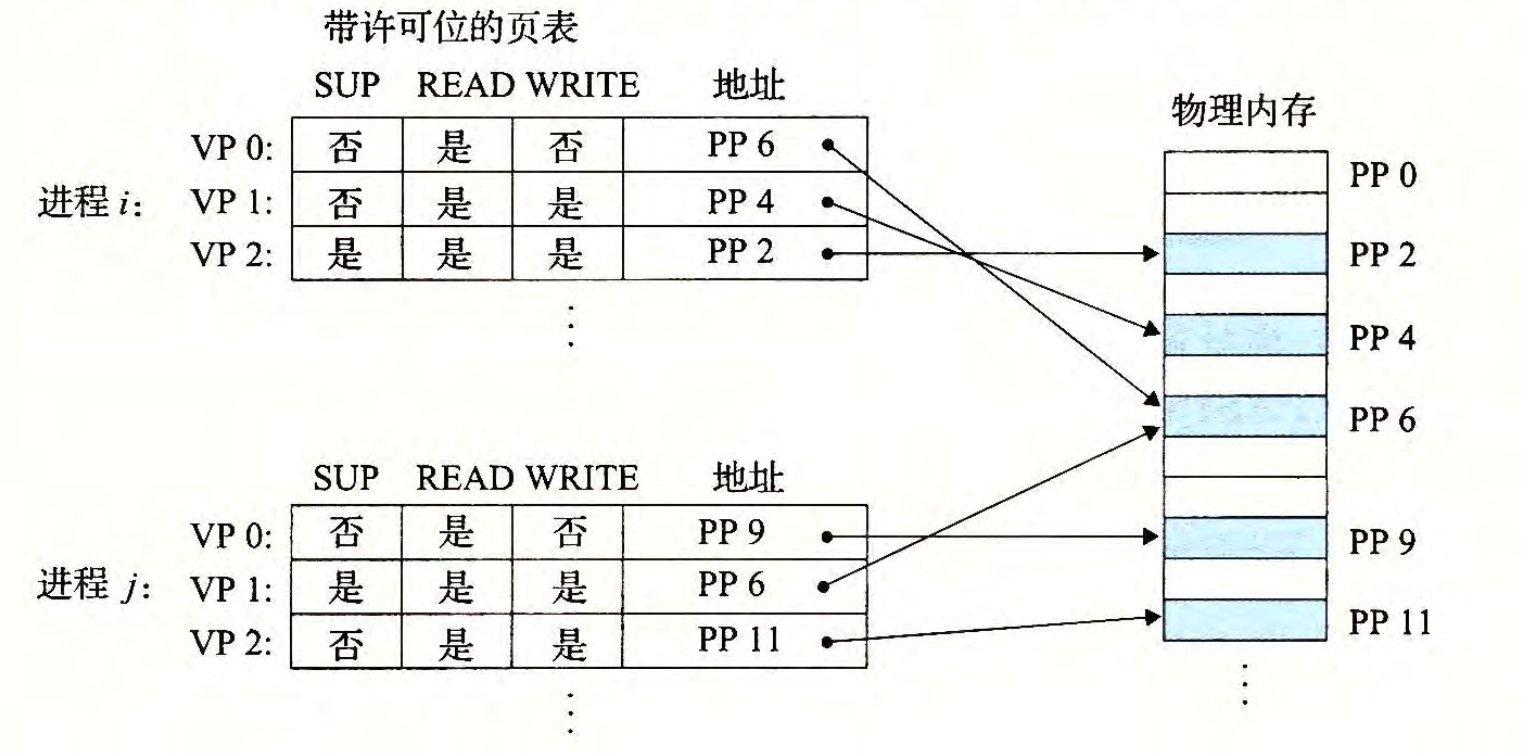 带许可位的页表
SUP READ WRITE 地址
VP 0: 否 是 否 PP 6
进程 i: VP 1: 否 是 是 PP 4
VP 2: 是 是 是 PP 2
⋮
SUP READ WRITE 地址
VP 0: 否 是 否 PP 9
进程 j: VP 1: 是 是 是 PP 6
VP 2: 否 是 是 PP 11
⋮
物理内存
PP 0
PP 2
PP 4
PP 6
PP 9
PP 11
⋮